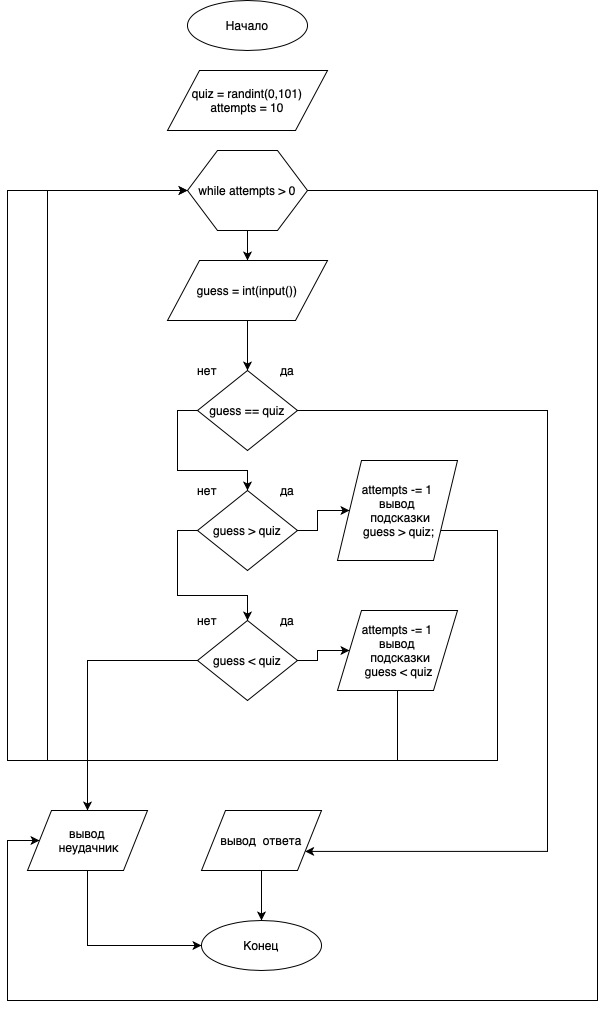 Начало
quiz = randint(0,101)
attempts = 10
while attempts > 0
guess = int(input())
нет
да
guess == quiz
нет
да
guess > quiz
attempts -= 1
вывод
подсказки
guess > quiz;
нет
да
guess < quiz
attempts -= 1
вывод
подсказки
guess < quiz
вывод
неудачник
вывод ответа
Конец